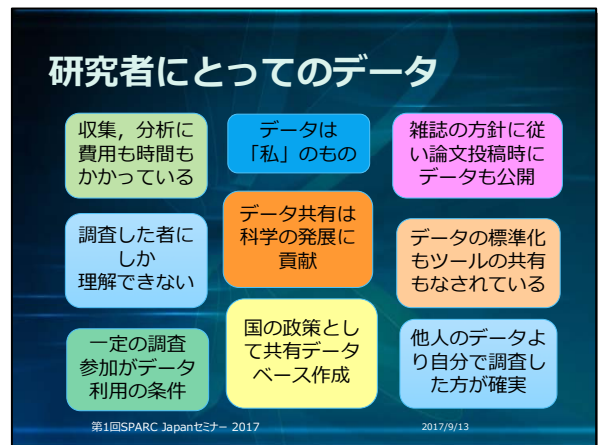 研究者にとってのデータ
収集，分析に
費用も時間も
かかっている
データは
「私」のもの
雑誌の方針に従
い論文投稿時に
データも公開
調査した者に
しか
理解できない
データ共有は
科学の発展に
貢献
データの標準化
もツールの共有
もなされている
一定の調査
参加がデータ
利用の条件
国の政策とし
て共有データ
ベース作成
他人のデータよ
り自分で調査し
た方が確実
第1回SPARC Japanセミナー 2017
2017/9/13